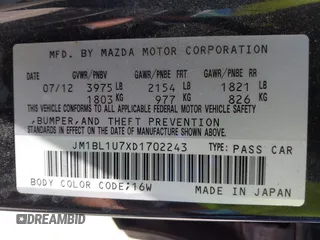 MFD. BY MAZDA MOTOR CORPORATION
GVWR/PNBV GAWR/PNBE FRT GAWR/PNBE RR
07/12 3975 LB 2154 LB 1821 LB
1803 KG 977 KG 826 KG
THIS VEHICLE CONFORMS TO ALL APPLICABLE
FEDERAL MOTOR VEHICLE SAFETY
,BUMPER,AND THEFT PREVENTION
STANDARDS IN EFFECT ON THE DATE OF MANUFACTURE SHOWN ABOVE.
JM1BL1U7XD1702243 TYPE: PASS CAR
BODY COLOR CODE;16W MADE IN JAPAN
DREAMBID